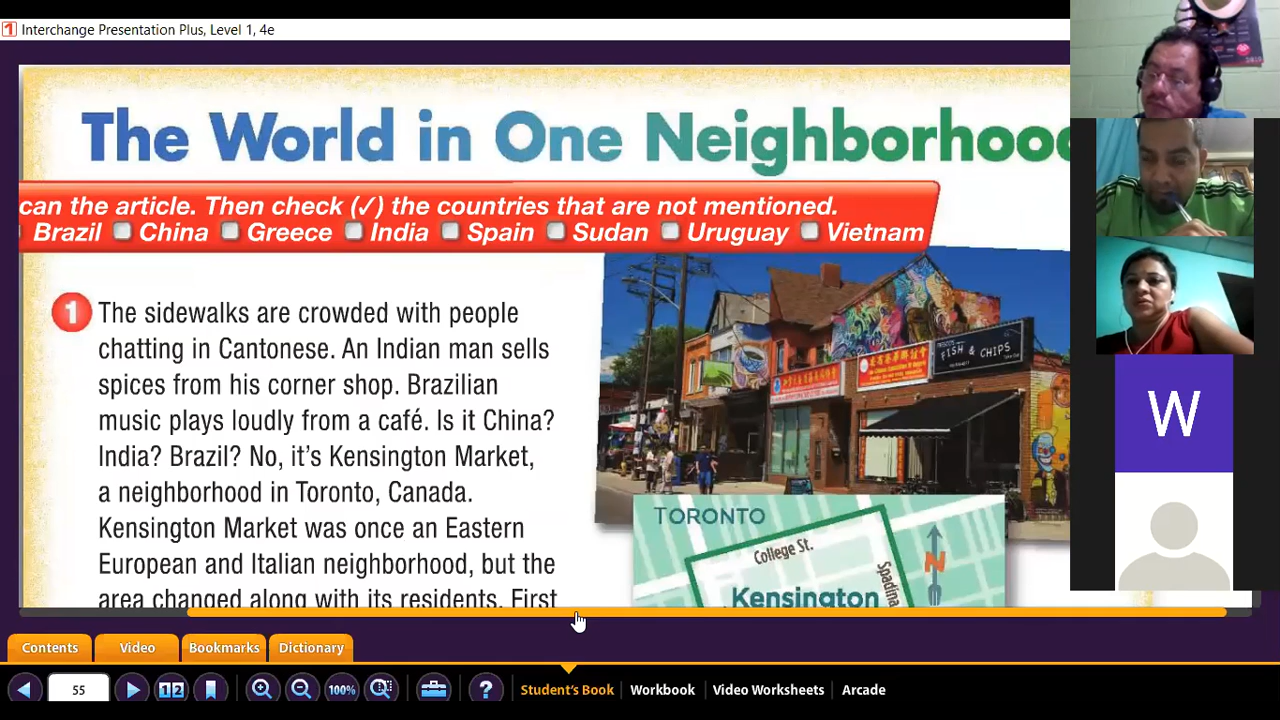 Interchange Presentation Plus, Level 1, 4e
The World in One Neighborhood
can the article. Then check (✓) the countries that are not mentioned.
Brazil China Greece India Spain Sudan Uruguay Vietnam
1 The sidewalks are crowded with people
chatting in Cantonese. An Indian man sells
spices from his corner shop. Brazilian
music plays loudly from a café. Is it China?
India? Brazil? No, it's Kensington Market,
a neighborhood in Toronto, Canada.
Kensington Market was once an Eastern
European and Italian neighborhood, but the
area changed along with its residents. First
FISH & CHIPS
TORONTO
College St.
Spadina
N
Kensington
W
Contents Video Bookmarks Dictionary
55 1 2 100% ? Student's Book Workbook Video Worksheets Arcade